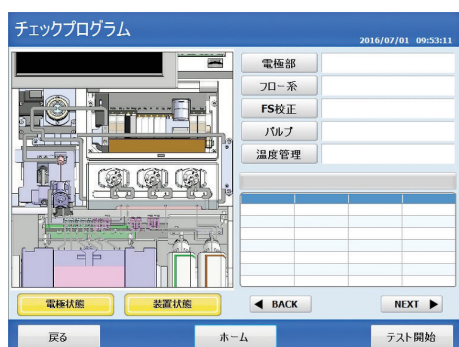 チェックプログラム
2016/07/01 09:53:11
電極部
フロー系
FS校正
バルブ
温度管理
電極状態
装置状態
◀ BACK
NEXT ▶
戻る
ホーム
テスト開始